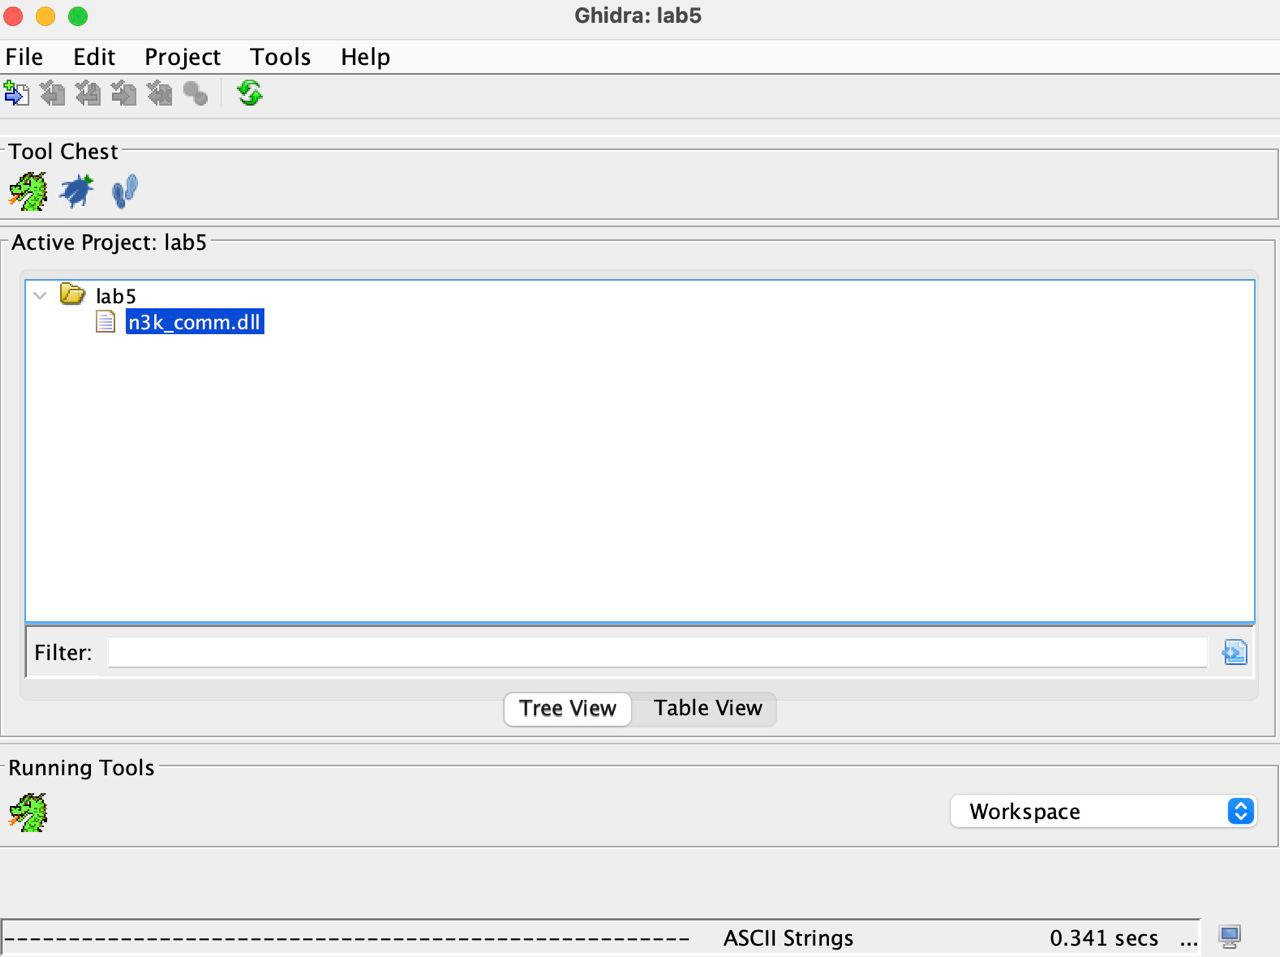 Ghidra: lab5
File Edit Project Tools Help
Tool Chest
Active Project: lab5
lab5
n3k_comm.dll
Filter:
Tree View Table View
Running Tools
Workspace
----------------------------------------------------- ASCII Strings 0.341 secs ...